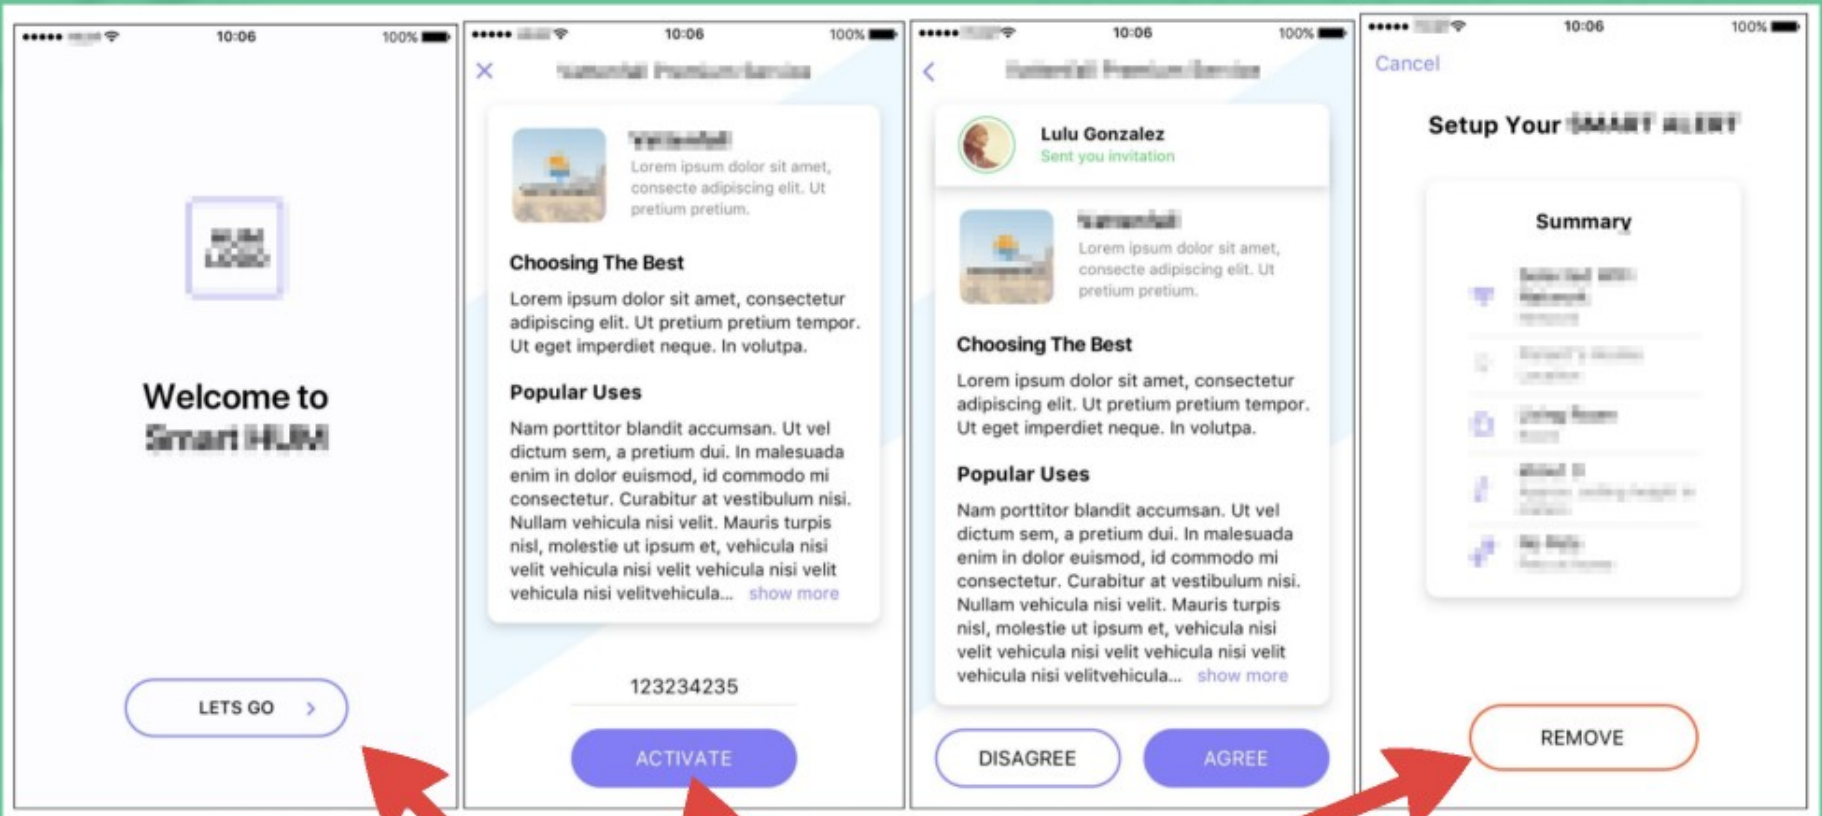 10:06
100%
Welcome to
LETS GO
10:06
100%
Lorem ipsum dolor sit amet,
consecte adipiscing elit. Ut
pretium pretium.
Choosing The Best
Lorem ipsum dolor sit amet, consectetur
adipiscing elit. Ut pretium pretium tempor.
Ut eget imperdiet neque. In volutpa.
Popular Uses
Nam porttitor blandit accumsan. Ut vel
dictum sem, a pretium dui. In malesuada
enim in dolor euismod, id commodo mi
consectetur. Curabitur at vestibulum nisi.
Nullam vehicula nisi velit. Mauris turpis
nisl, molestie ut ipsum et, vehicula nisi
velit vehicula nisi velit vehicula nisi velit
vehicula nisi velitvehicula... show more
123234235
ACTIVATE
10:06
100%
Lulu Gonzalez
Sent you invitation
Lorem ipsum dolor sit amet,
consecte adipiscing elit. Ut
pretium pretium.
Choosing The Best
Lorem ipsum dolor sit amet, consectetur
adipiscing elit. Ut pretium pretium tempor.
Ut eget imperdiet neque. In volutpa.
Popular Uses
Nam porttitor blandit accumsan. Ut vel
dictum sem, a pretium dui. In malesuada
enim in dolor euismod, id commodo mi
consectetur. Curabitur at vestibulum nisi.
Nullam vehicula nisi velit. Mauris turpis
nisl, molestie ut ipsum et, vehicula nisi
velit vehicula nisi velit vehicula nisi velit
vehicula nisi velitvehicula... show more
DISAGREE
AGREE
10:06
100%
Cancel
Setup Your
Summary
REMOVE